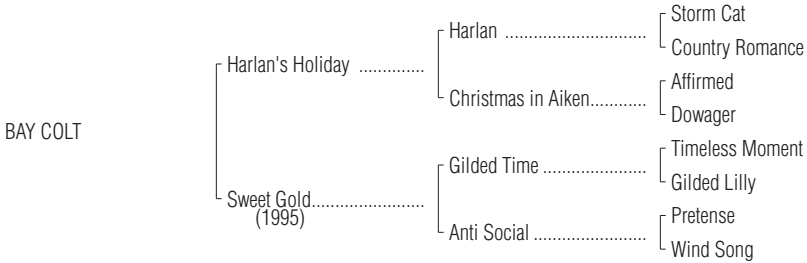 Storm Cat
Harlan ..............................
Country Romance
Harlan's Holiday ..............
Affirmed
Christmas in Aiken............
Dowager
BAY COLT
Timeless Moment
Gilded Time ......................
Gilded Lilly
Sweet Gold........................
(1995)
Pretense
Anti Social ........................
Wind Song